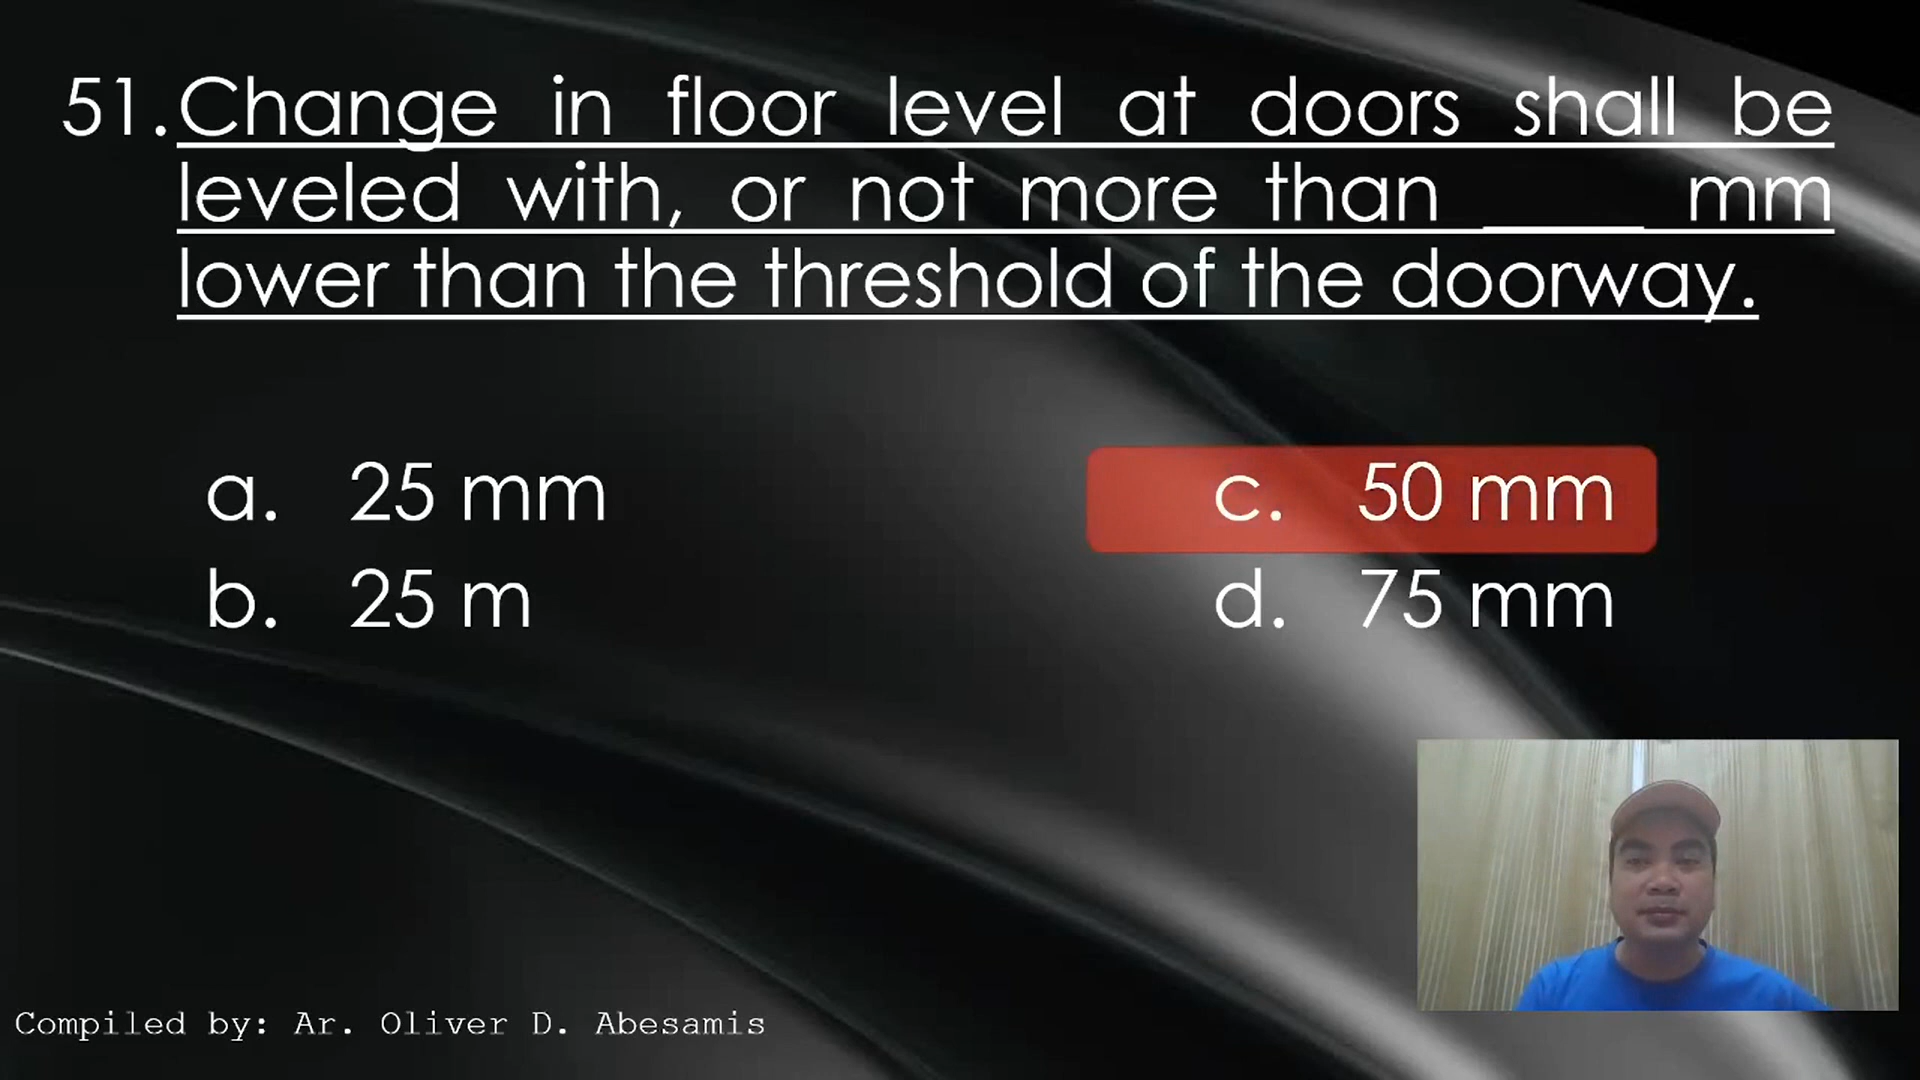 51. Change in floor level at doors shall be
leveled with, or not more than ____ mm
lower than the threshold of the doorway.
a. 25 mm
b. 25 m
c. 50 mm
d. 75 mm
Compiled by: Ar. Oliver D. Abesamis